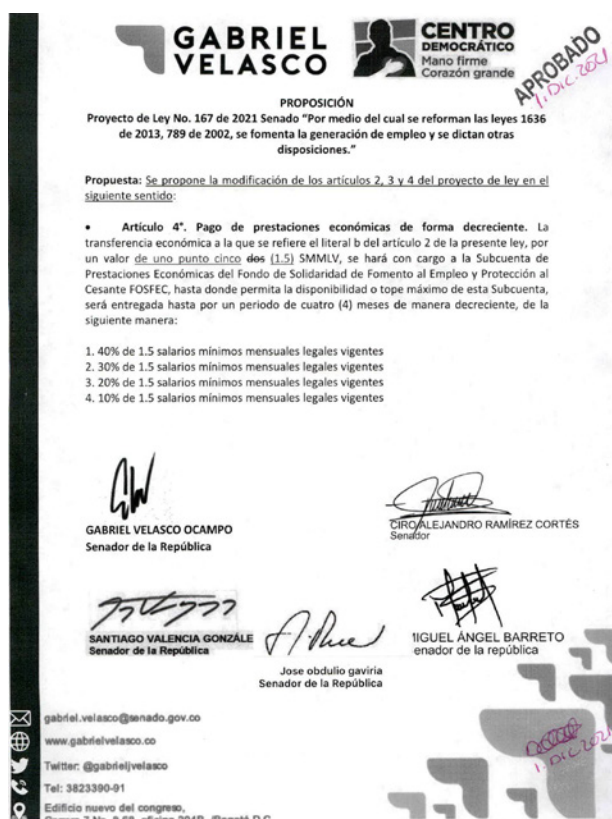 GABRIEL
VELASCO
CENTRO
DEMOCRÁTICO
Mano firme
Corazón grande
APROBADO
1. DIC. 2021
PROPOSICIÓN
Proyecto de Ley No. 167 de 2021 Senado “Por medio del cual se reforman las leyes 1636
de 2013, 789 de 2002, se fomenta la generación de empleo y se dictan otras
disposiciones.”
Propuesta: Se propone la modificación de los artículos 2, 3 y 4 del proyecto de ley en el
siguiente sentido:
• Artículo 4°. Pago de prestaciones económicas de forma decreciente. La
transferencia económica a la que se refiere el literal b del artículo 2 de la presente ley, por
un valor de uno punto cinco dos (1.5) SMMLV, se hará con cargo a la Subcuenta de
Prestaciones Económicas del Fondo de Solidaridad de Fomento al Empleo y Protección al
Cesante FOSFEC, hasta donde permita la disponibilidad o tope máximo de esta Subcuenta,
será entregada hasta por un periodo de cuatro (4) meses de manera decreciente, de la
siguiente manera:
1. 40% de 1.5 salarios mínimos mensuales legales vigentes
2. 30% de 1.5 salarios mínimos mensuales legales vigentes
3. 20% de 1.5 salarios mínimos mensuales legales vigentes
4. 10% de 1.5 salarios mínimos mensuales legales vigentes
GABRIEL VELASCO OCAMPO
Senador de la República
CIRO ALEJANDRO RAMÍREZ CORTÉS
Senador
SANTIAGO VALENCIA GONZÁLE
Senador de la República
IIGUEL ÁNGEL BARRETO
enador de la república
Jose obdulio gaviria
Senador de la República
gabriel.velasco@senado.gov.co
www.gabrielvelasco.co
Twitter: @gabrieljvelasco
Tel: 3823390-91
Edificio nuevo del congreso,
1. DIC 2021